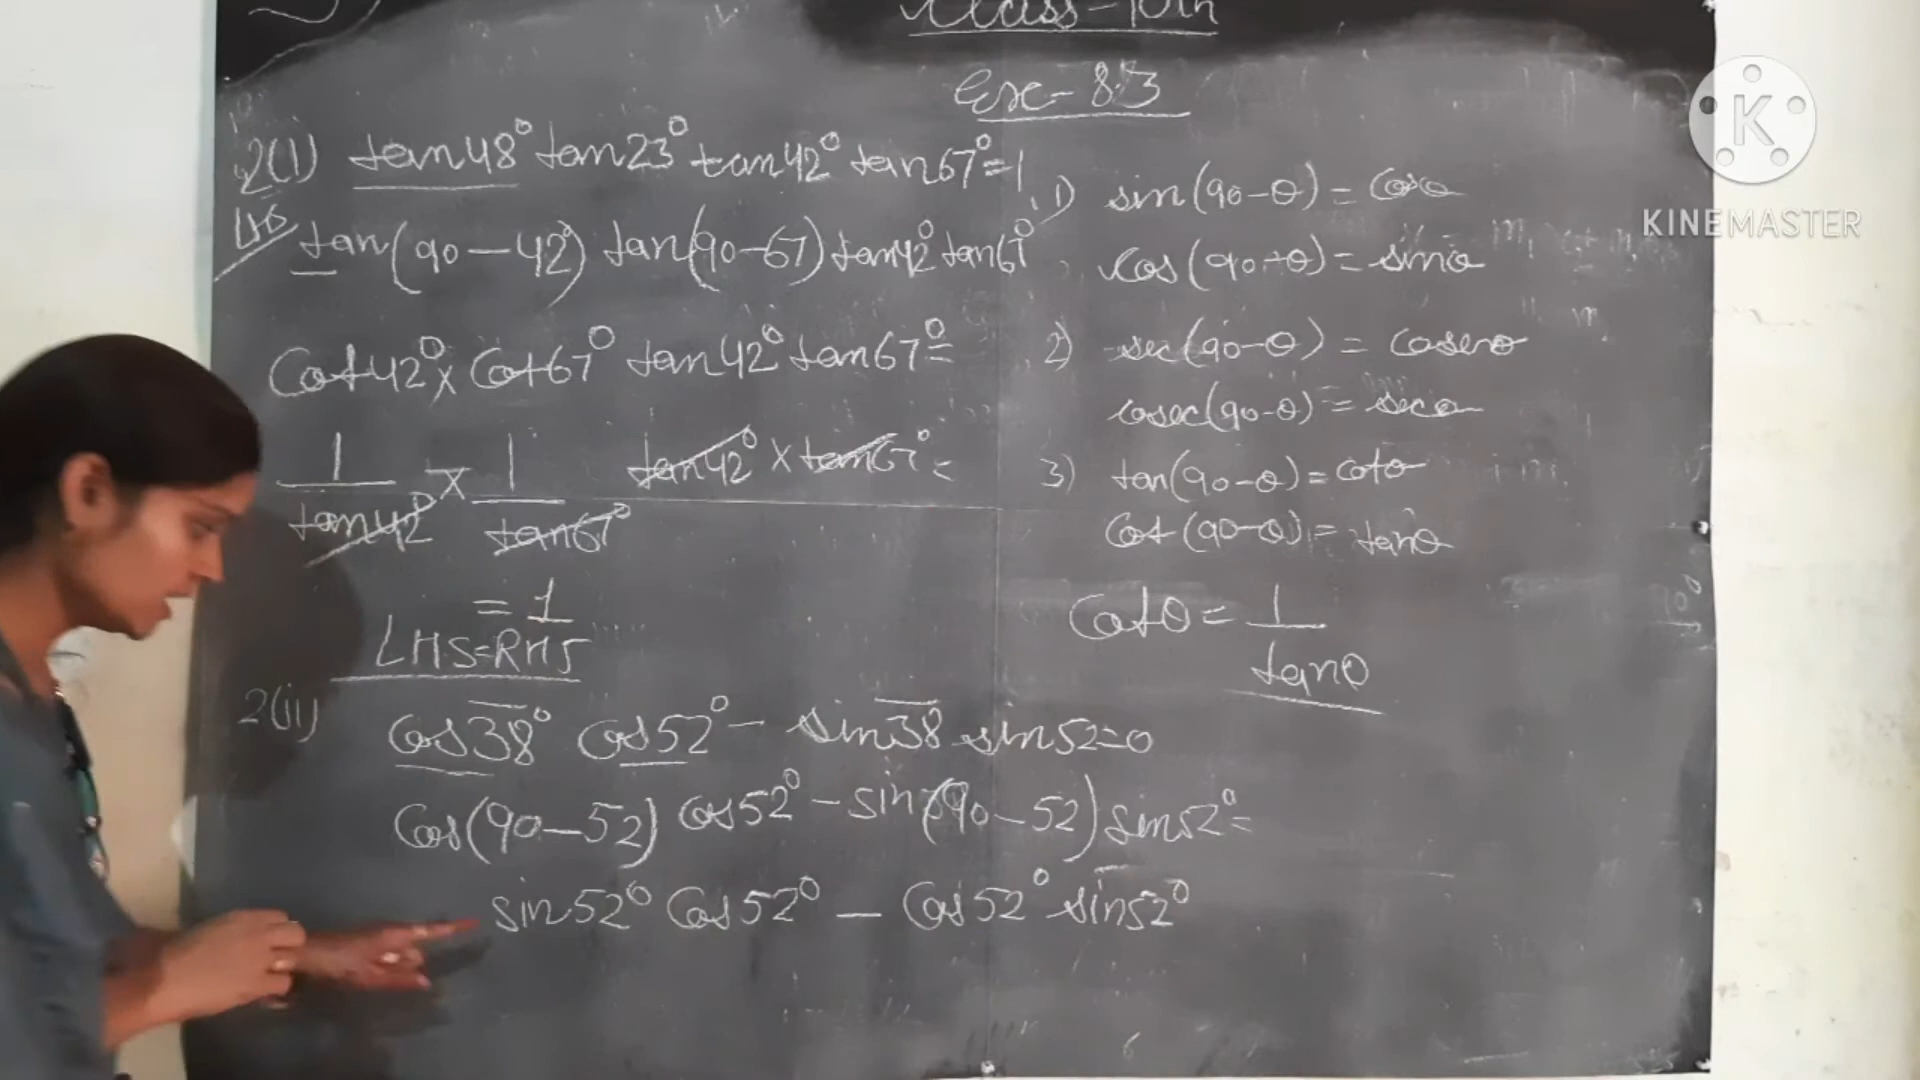 Class-10th
Exe-8.3
2(i) tan48° tan23° tan42° tan67°=1
LHS tan(90-42°) tan(90-67) tan42° tan67°
Cot42° x Cot67° tan42° tan67°=
1/tan42° x 1/tan67° tan42° x tan67° =
= 1
LHS=RHS
2(ii) Cos38° Cos52° - sin38 sin52=0
Cos(90-52) Cos52° - sin(90-52) sin52°=
sin52° Cos52° - Cos52° sin52°
1) sin(90-θ) = Cosθ
Cos(90-θ) = sinθ
2) sec(90-θ) = Cosecθ
Cosec(90-θ) = secθ
3) tan(90-θ) = Cotθ
Cot(90-θ) = tanθ
Cotθ = 1/tanθ
K
KINEMASTER